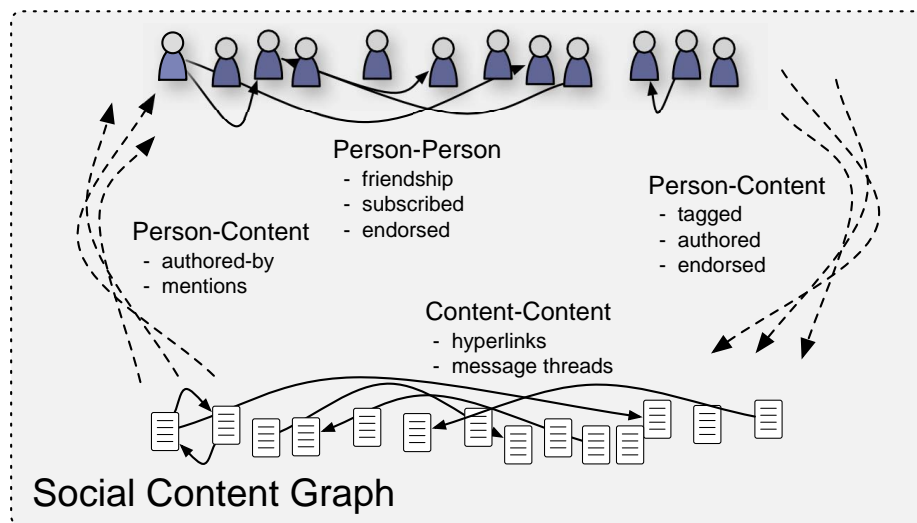 Person-Person
- friendship
- subscribed
- endorsed
Person-Content
- tagged
- authored
- endorsed
Person-Content
- authored-by
- mentions
Content-Content
- hyperlinks
- message threads
Social Content Graph